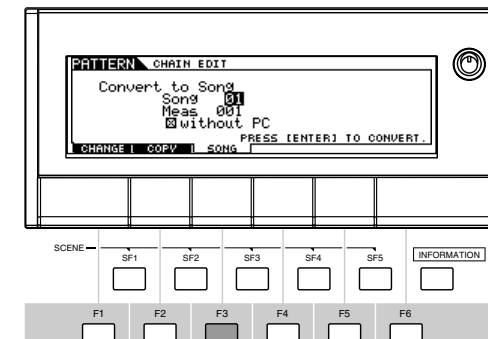 PATTERN CHAIN EDIT
Convert to Song
Song 01
Meas 001
without PC
PRESS [ENTER] TO CONVERT.
CHANGE COPY SONG
SCENE
SF1 SF2 SF3 SF4 SF5 INFORMATION
F1 F2 F3 F4 F5 F6